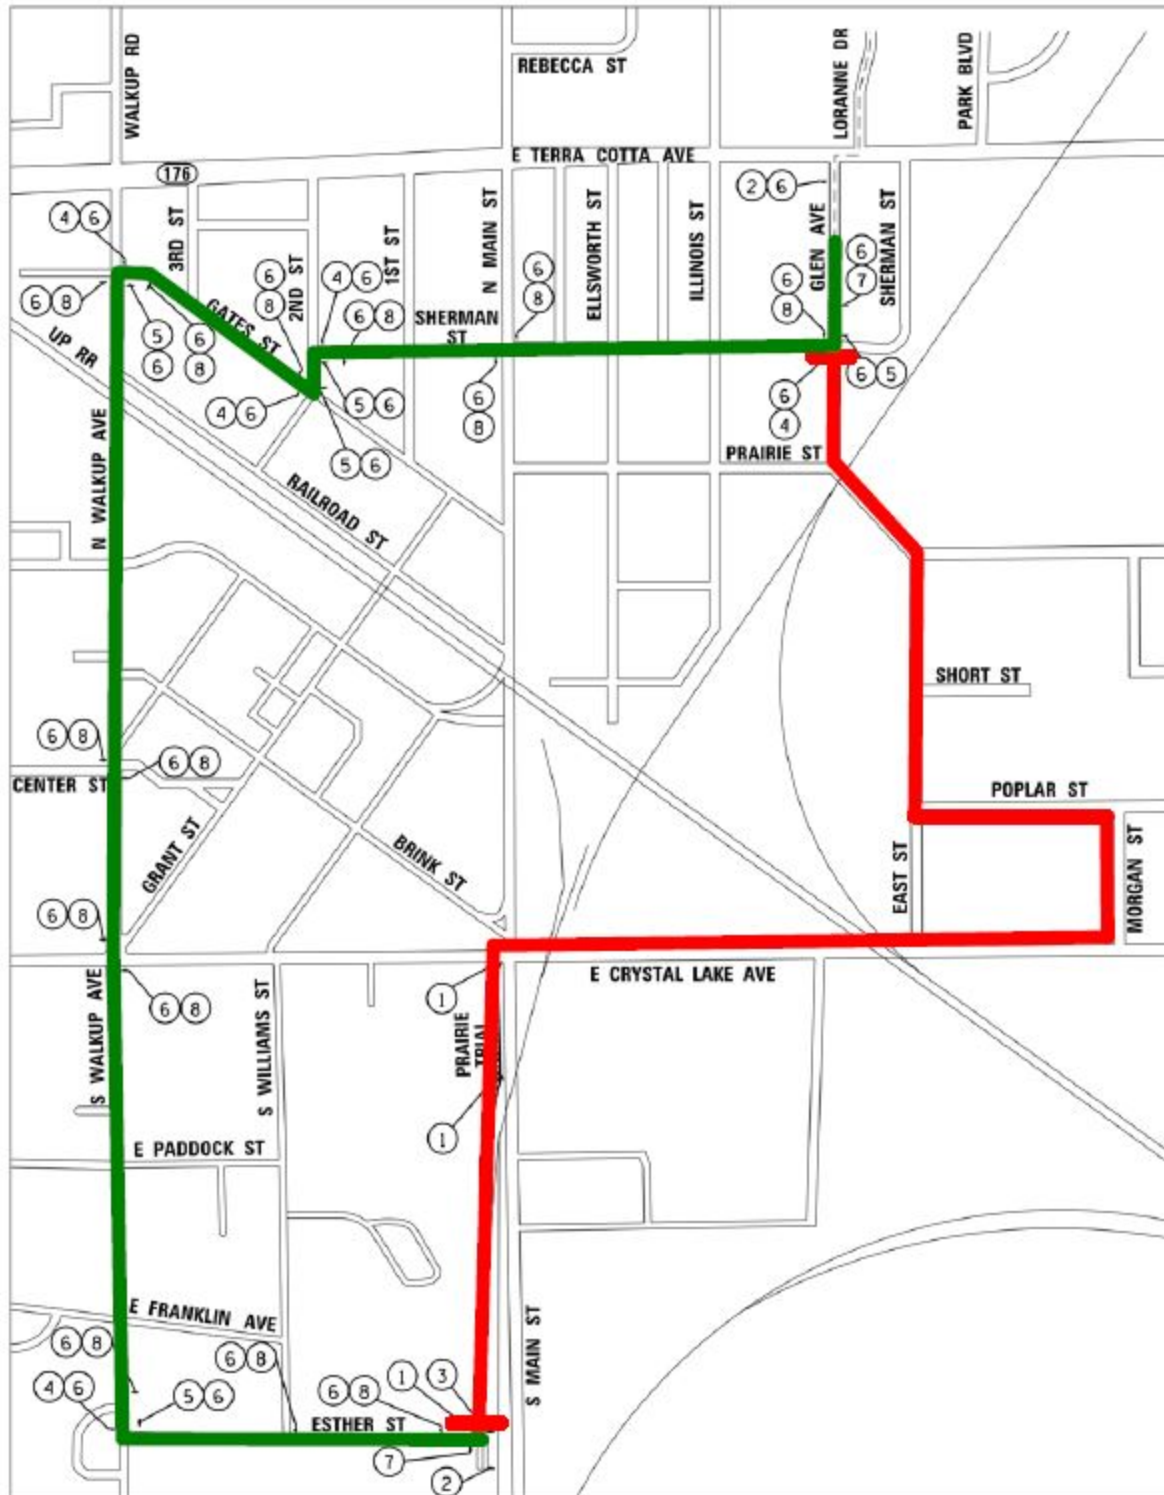 WALKUP RD
REBECCA ST
LORANNE DR
PARK BLVD
E TERRA COTTA AVE
176
2 6
4 6
3RD ST
2ND ST
1ST ST
N MAIN ST
ELLSWORTH ST
ILLINOIS ST
GLEN AVE
SHERMAN ST
6
7
6
8
4 6
6
8
6
8
6 8
6 8
GATES ST
SHERMAN
ST
UP RR
5
6
6
8
6 5
4 6
5 6
6
8
6
4
N WALKUP AVE
5 6
PRAIRIE ST
RAILROAD ST
SHORT ST
6 8
6 8
CENTER ST
POPLAR ST
GRANT ST
BRINK ST
EAST ST
MORGAN ST
6 8
E CRYSTAL LAKE AVE
1
6 8
S WALKUP AVE
S WILLIAMS ST
PRAIRIE
TRIAL
1
E PADDOCK ST
E FRANKLIN AVE
S MAIN ST
6 8
6 8
4 6
5 6
6 8
1
3
ESTHER ST
7
2